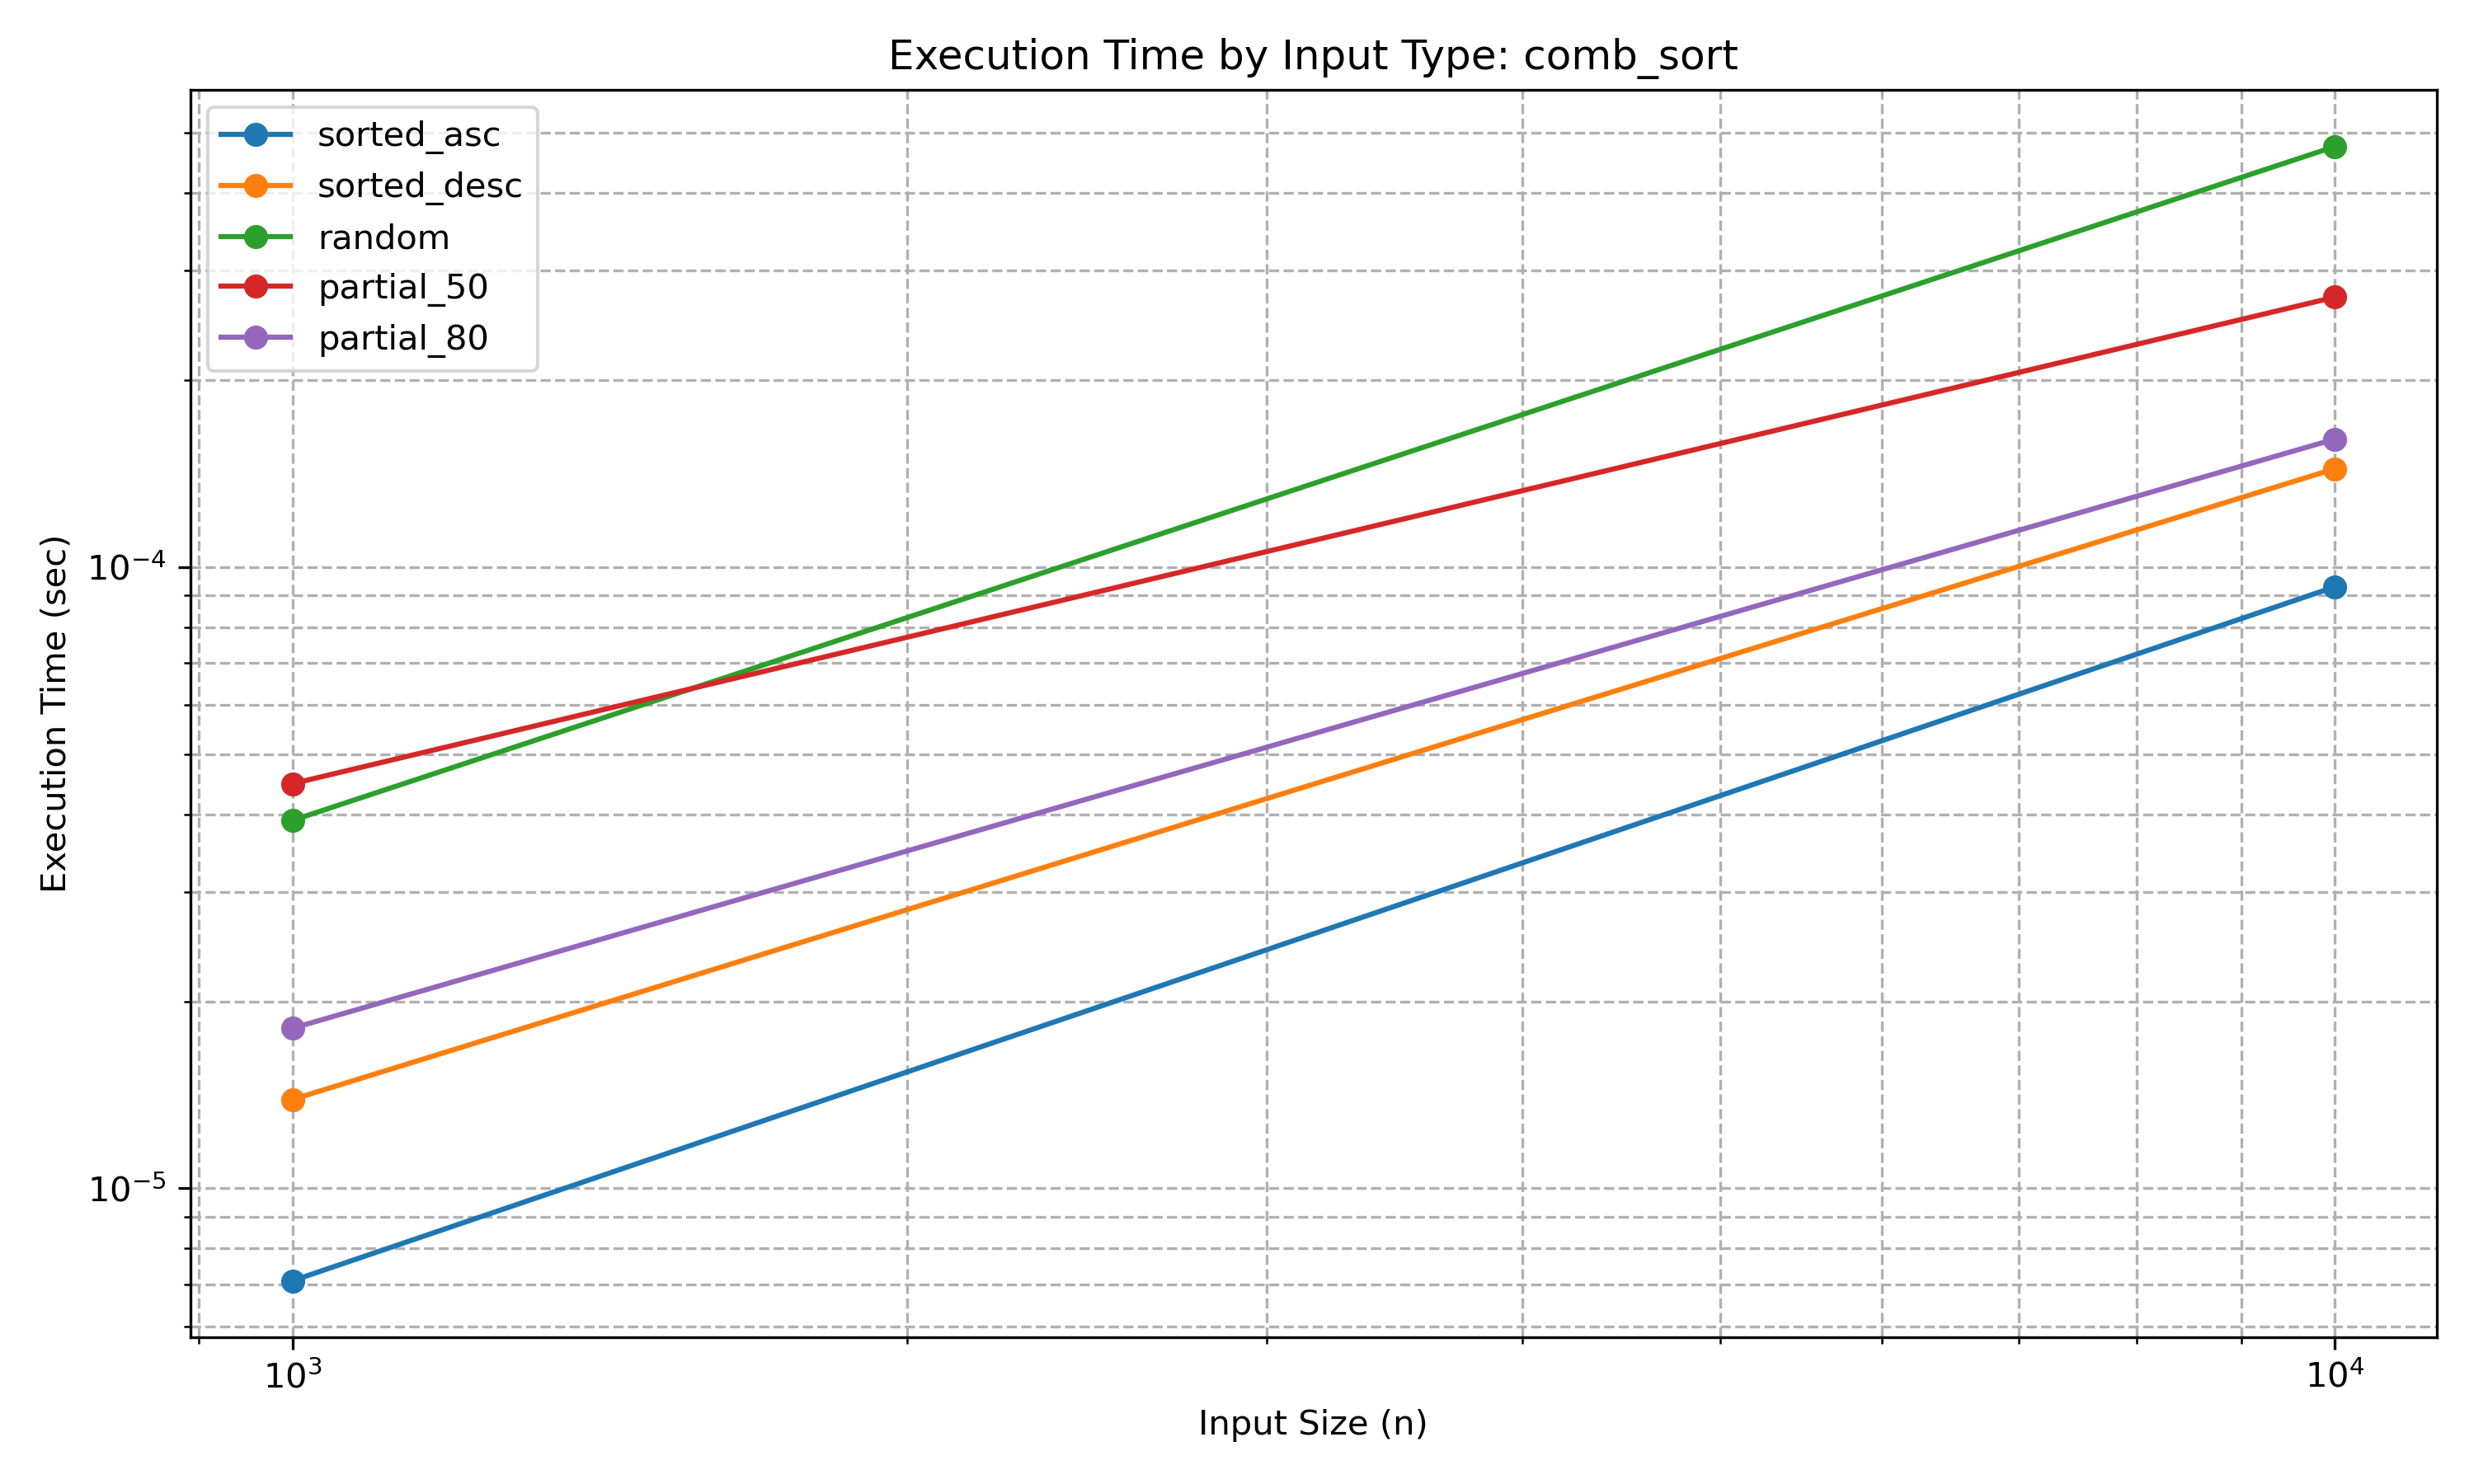 Execution Time by Input Type: comb_sort
sorted_asc
sorted_desc
random
partial_50
partial_80
Execution Time (sec)
10⁻⁴
10⁻⁵
10³
10⁴
Input Size (n)